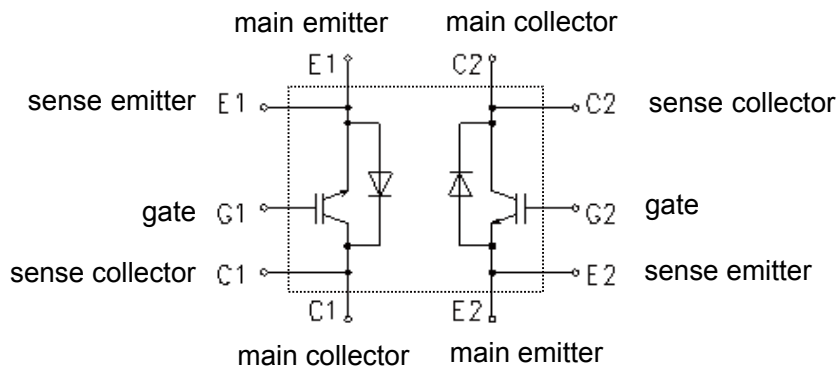 main emitter main collector
E1 C2
sense emitter E1 C2 sense collector
gate G1 G2 gate
sense collector C1 E2 sense emitter
C1 E2
main collector main emitter